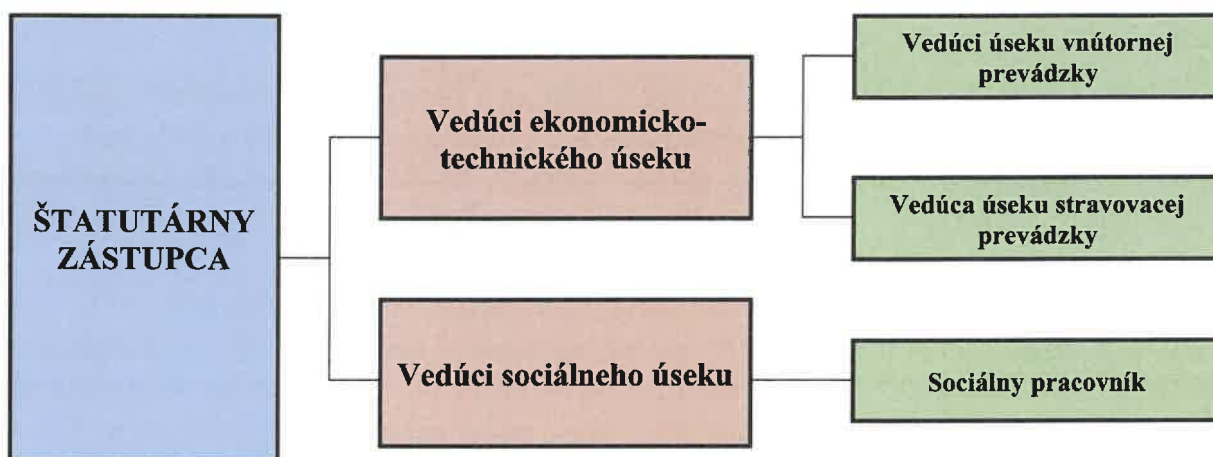 ŠTATUTÁRNY
ZÁSTUPCA
Vedúci ekonomicko-
technického úseku
Vedúci sociálneho úseku
Vedúci úseku vnútornej
prevádzky
Vedúca úseku stravovacej
prevádzky
Sociálny pracovník